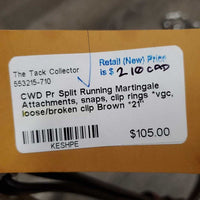 Retail (New) Price
is $ 210 CAD
The Tack Collector
553215-710
CWD Pr Split Running Martingale
Attachments, snaps, clip rings *vgc,
loose/broken clip Brown *21"
$105.00
KESHPE